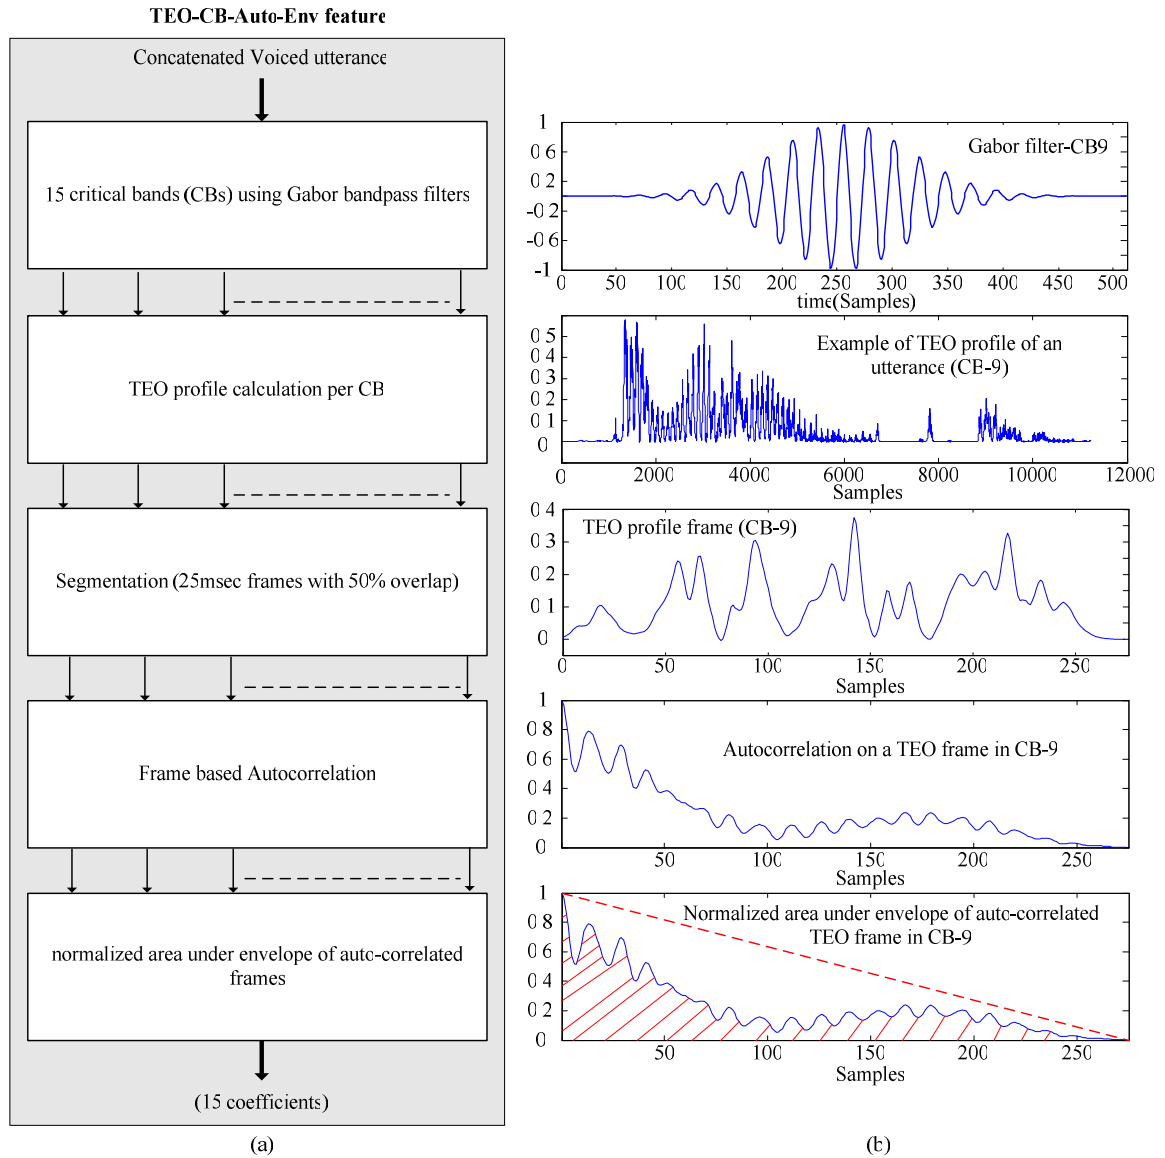 TEO-CB-Auto-Env feature
Concatenated Voiced utterance
15 critical bands (CBs) using Gabor bandpass filters
TEO profile calculation per CB
Segmentation (25msec frames with 50% overlap)
Frame based Autocorrelation
normalized area under envelope of auto-correlated
frames
(15 coefficients)
(a)
1
0 6
0 2
-0.2
-0.6
-1
Gabor filter-CB9
0 50 100 150 200 250 300 350 400 450 500
time(Samples)
0 5
0 4
0 3
0 2
0 1
0
Example of TEO profile of an
utterance (CB-9)
0 2000 4000 6000 8000 10000 12000
Samples
0 4
0 3
0 2
0 1
0
TEO profile frame (CB-9)
0 50 100 150 200 250
Samples
1
0 8
0 6
0 4
0 2
0
Autocorrelation on a TEO frame in CB-9
50 100 150 200 250
Samples
1
0 8
0 6
0 4
0 2
0
Normalized area under envelope of auto-correlated
TEO frame in CB-9
50 100 150 200 250
Samples
(b)